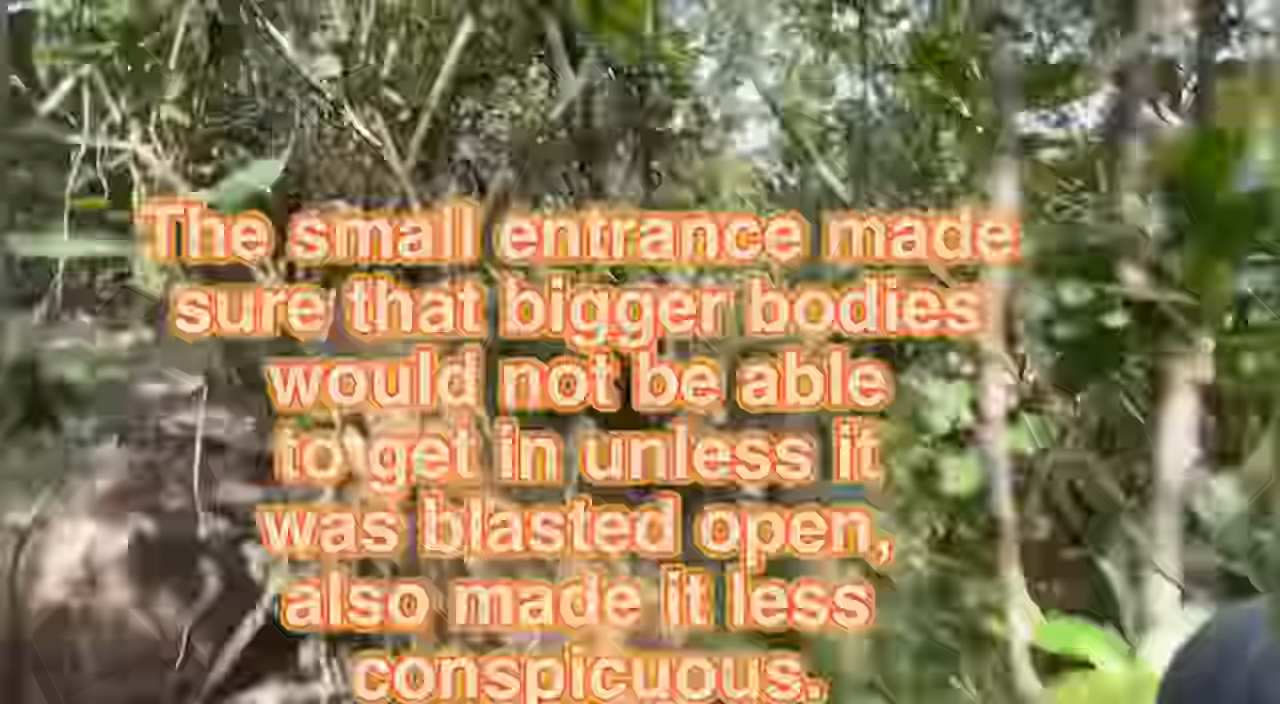 The small entrance made
sure that bigger bodies
would not be able
to get in unless it
was blasted open,
also made it less
conspicuous.